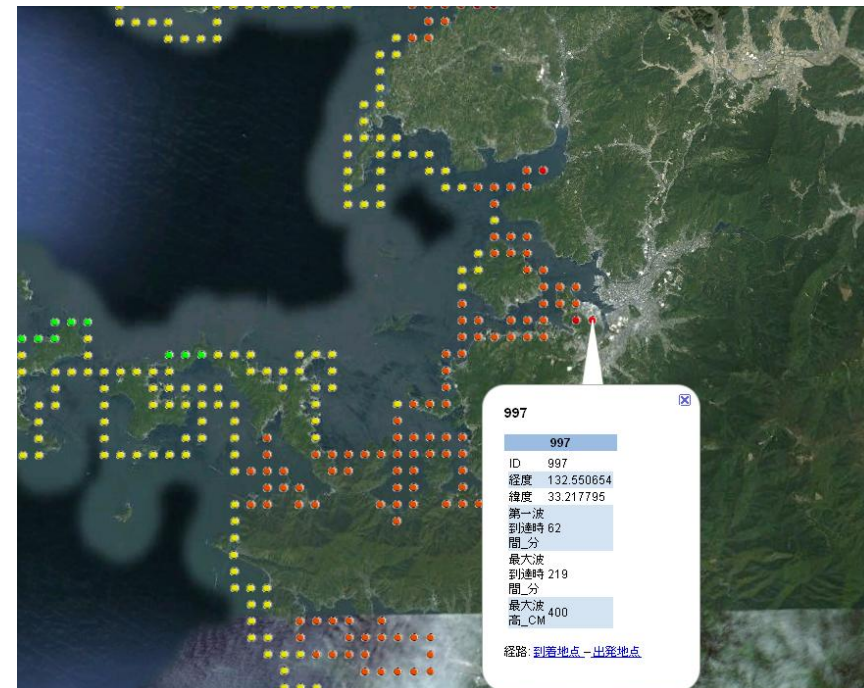 997
997
ID 997
経度 132.550654
緯度 33.217795
第一波
到達時 62
間_分
最大波
到達時 219
間_分
最大波
高_CM 400
経路: 到着地点 – 出発地点